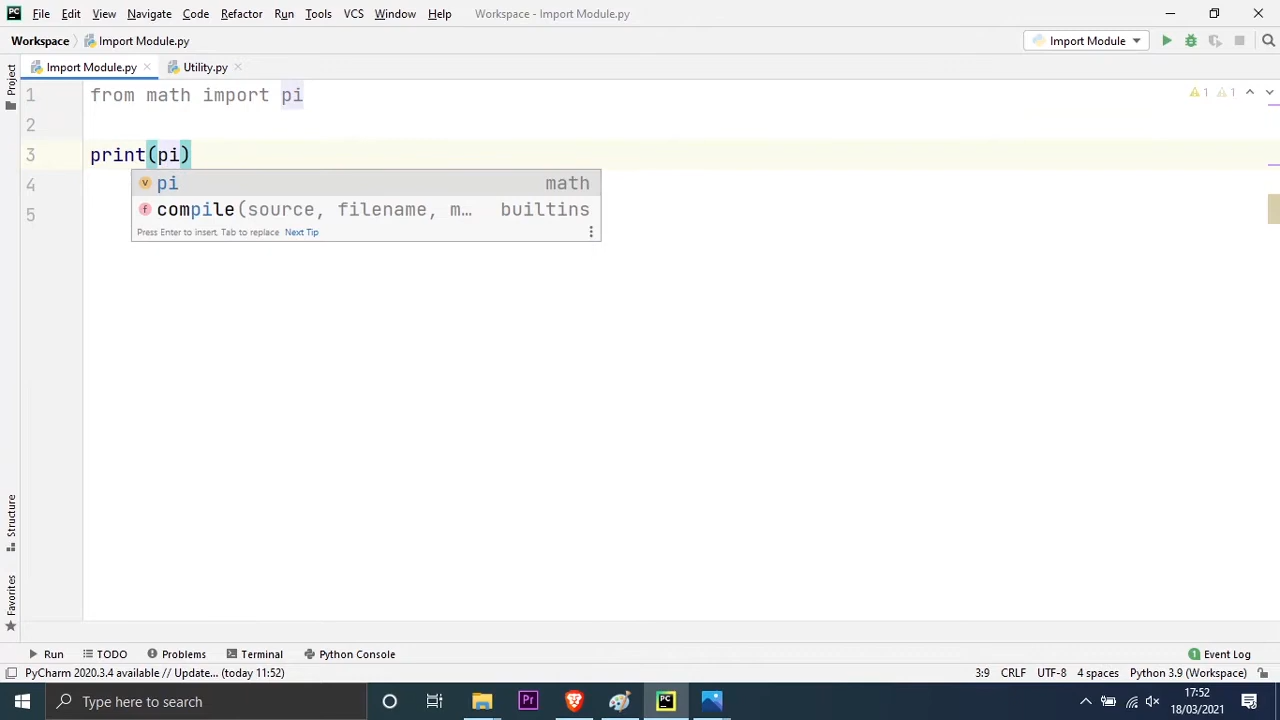 File Edit View Navigate Code Refactor Run Tools VCS Window Help Workspace - Import Module.py
Workspace Import Module.py Import Module
Import Module.py Utility.py
Project
1 from math import pi 1 1
2
3 print(pi)
4 pi math
5 compile(source, filename, m… builtins
Press Enter to insert, Tab to replace Next Tip
Structure
Favorites
Run TODO Problems Terminal Python Console 1 Event Log
PyCharm 2020.3.4 available // Update... (today 11:52) 3:9 CRLF UTF-8 4 spaces Python 3.9 (Workspace)
Type here to search Pr PC 17:52
18/03/2021